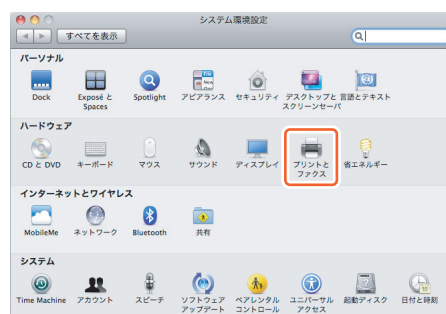 システム環境設定
すべてを表示
パーソナル
Dock
Exposé と
Spaces
Spotlight
アピアランス
セキュリティ
デスクトップと
スクリーンセーバ
言語とテキスト
ハードウェア
CD と DVD
キーボード
マウス
サウンド
ディスプレイ
プリントと
ファクス
省エネルギー
インターネットとワイヤレス
MobileMe
ネットワーク
Bluetooth
共有
システム
Time Machine
アカウント
スピーチ
ソフトウェア
アップデート
ペアレンタル
コントロール
ユニバーサル
アクセス
起動ディスク
日付と時刻